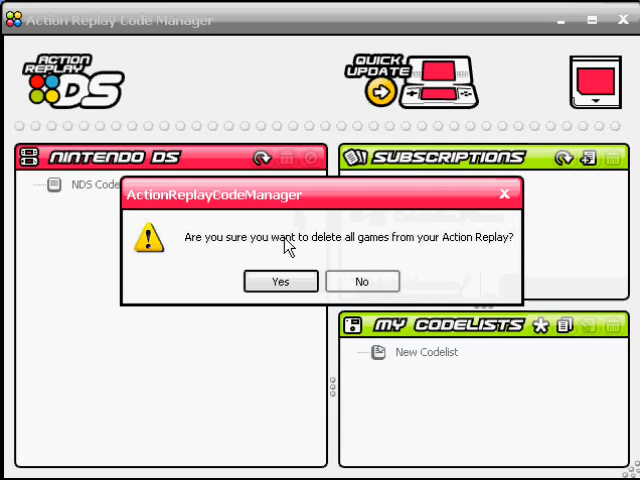 Action Replay Code Manager
ACTION
REPLAY
DS
QUICK
UPDATE
NINTENDO DS
SUBSCRIPTIONS
NDS Code
ActionReplayCodeManager
Are you sure you want to delete all games from your Action Replay?
Yes
No
MY CODELISTS
New Codelist